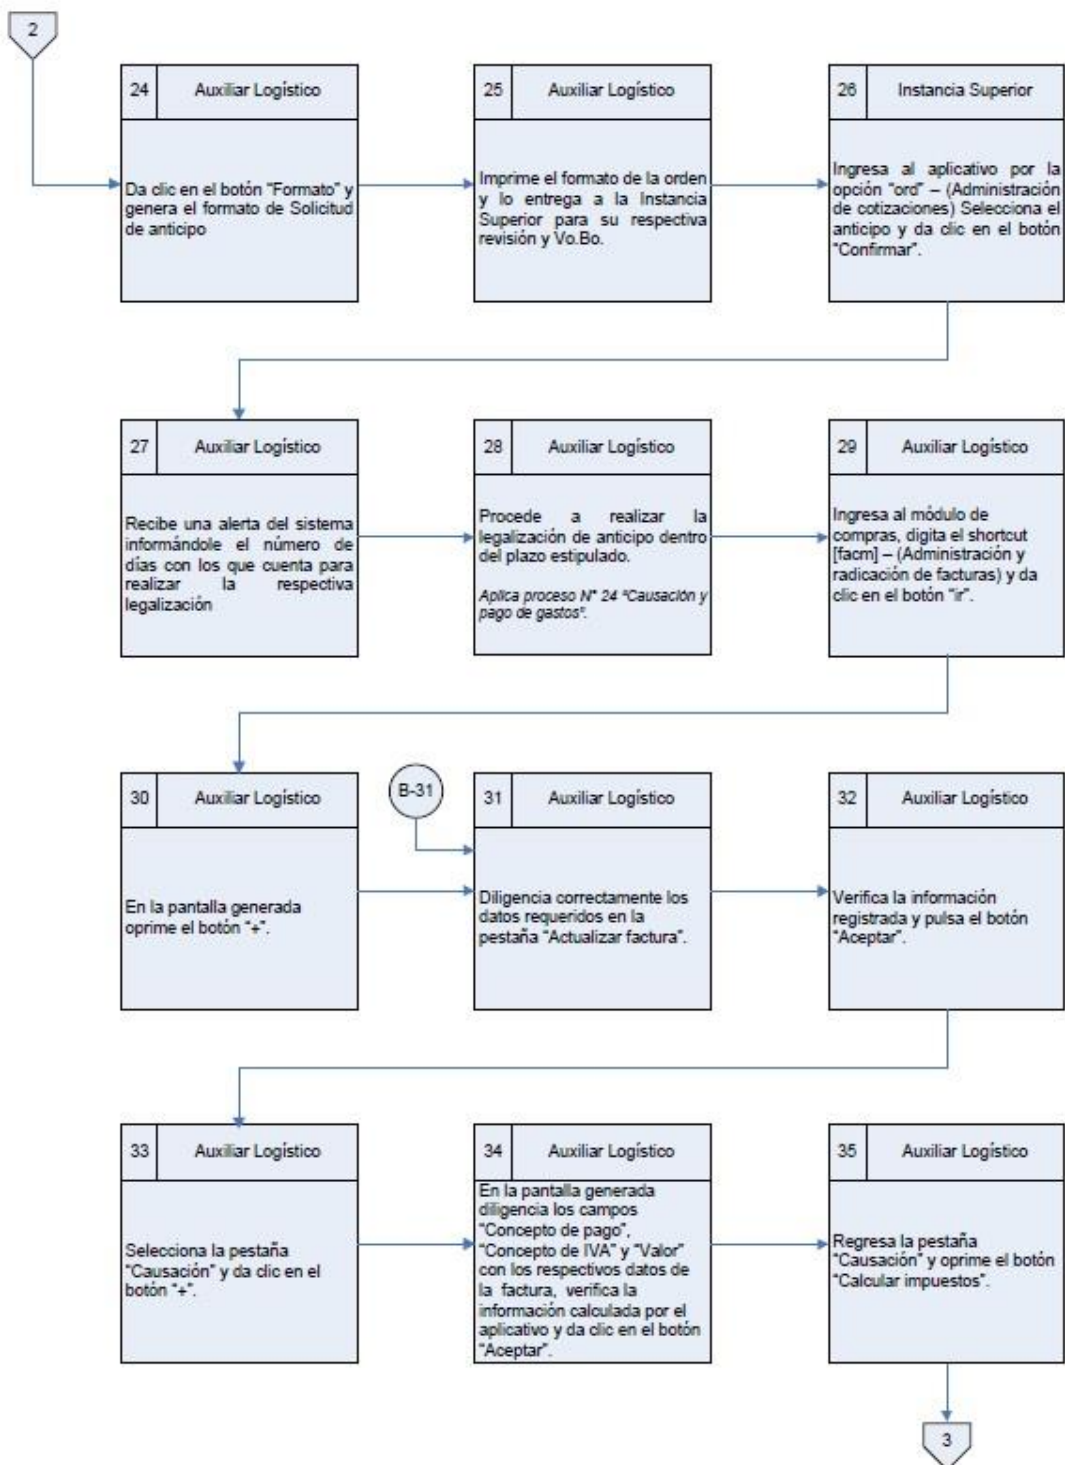 2
24 Auxiliar Logístico
Da clic en el botón “Formato” y
genera el formato de Solicitud
de anticipo
25 Auxiliar Logístico
Imprime el formato de la orden
y lo entrega a la Instancia
Superior para su respectiva
revisión y Vo.Bo.
26 Instancia Superior
Ingresa al aplicativo por la
opción “ord” – (Administración
de cotizaciones) Selecciona el
anticipo y da clic en el botón
“Confirmar”.
27 Auxiliar Logístico
Recibe una alerta del sistema
informándole el número de
días con los que cuenta para
realizar la respectiva
legalización
28 Auxiliar Logístico
Procede a realizar la
legalización de anticipo dentro
del plazo estipulado.
Aplica proceso N° 24 “Causación y
pago de gastos”.
29 Auxiliar Logístico
Ingresa al módulo de
compras, digita el shortcut
[facm] – (Administración y
radicación de facturas) y da
clic en el botón “ir”.
30 Auxiliar Logístico
En la pantalla generada
oprime el botón “+”.
B-31
31 Auxiliar Logístico
Diligencia correctamente los
datos requeridos en la
pestaña “Actualizar factura”.
32 Auxiliar Logístico
Verifica la información
registrada y pulsa el botón
“Aceptar”.
33 Auxiliar Logístico
Selecciona la pestaña
“Causación” y da clic en el
botón “+”.
34 Auxiliar Logístico
En la pantalla generada
diligencia los campos
“Concepto de pago”,
“Concepto de IVA” y “Valor”
con los respectivos datos de
la factura, verifica la
información calculada por el
aplicativo y da clic en el botón
“Aceptar”.
35 Auxiliar Logístico
Regresa la pestaña
“Causación” y oprime el botón
“Calcular impuestos”.
3